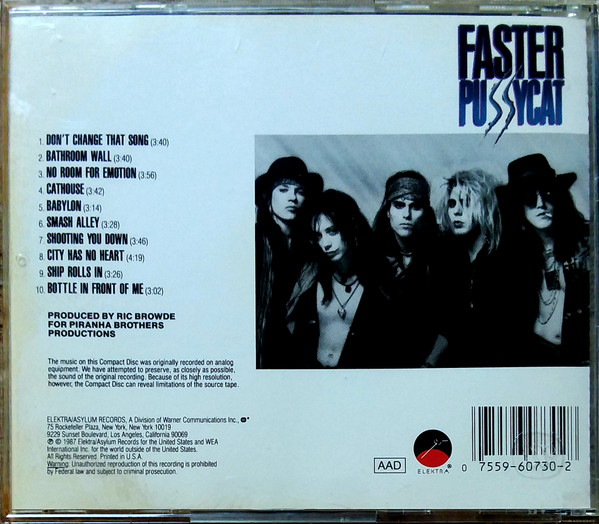 FASTER
PUSSYCAT
1. DON'T CHANGE THAT SONG (3:40)
2. BATHROOM WALL (3:40)
3. NO ROOM FOR EMOTION (3:56)
4. CATHOUSE (3:42)
5. BABYLON (3:14)
6. SMASH ALLEY (3:28)
7. SHOOTING YOU DOWN (3:46)
8. CITY HAS NO HEART (4:19)
9. SHIP ROLLS IN (3:26)
10. BOTTLE IN FRONT OF ME (3:02)
PRODUCED BY RIC BROWDE
FOR PIRANHA BROTHERS
PRODUCTIONS
The music on this Compact Disc was originally recorded on analog
equipment. We have attempted to preserve, as closely as possible,
the sound of the original recording. Because of its high resolution,
however, the Compact Disc can reveal limitations of the source tape.
ELEKTRA/ASYLUM RECORDS, A Division of Warner Communications Inc.,
75 Rockefeller Plaza, New York, New York 10019
9229 Sunset Boulevard, Los Angeles, California 90069
℗ © 1987 Elektra/Asylum Records for the United States and WEA
International Inc. for the world outside of the United States.
All Rights Reserved. Printed in U.S.A.
Warning: Unauthorized reproduction of this recording is prohibited
by Federal law and subject to criminal prosecution.
AAD
ELEKTRA®
0 7559-60730-2